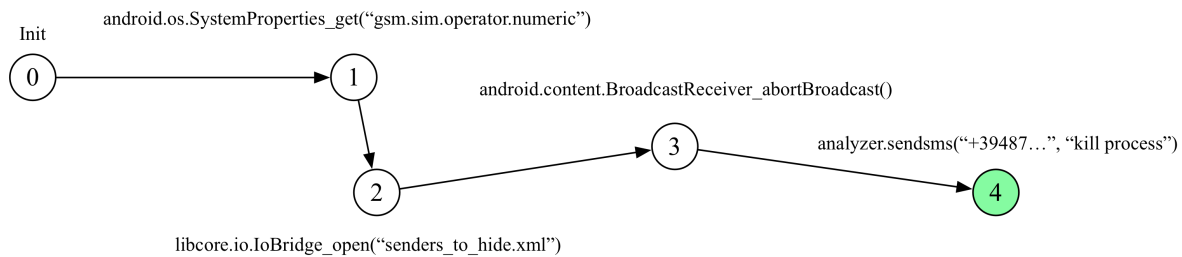 android.os.SystemProperties_get(“gsm.sim.operator.numeric”)
Init
0
1
android.content.BroadcastReceiver_abortBroadcast()
3
analyzer.sendsms(“+39487…”, “kill process”)
2
4
libcore.io.IoBridge_open(“senders_to_hide.xml”)